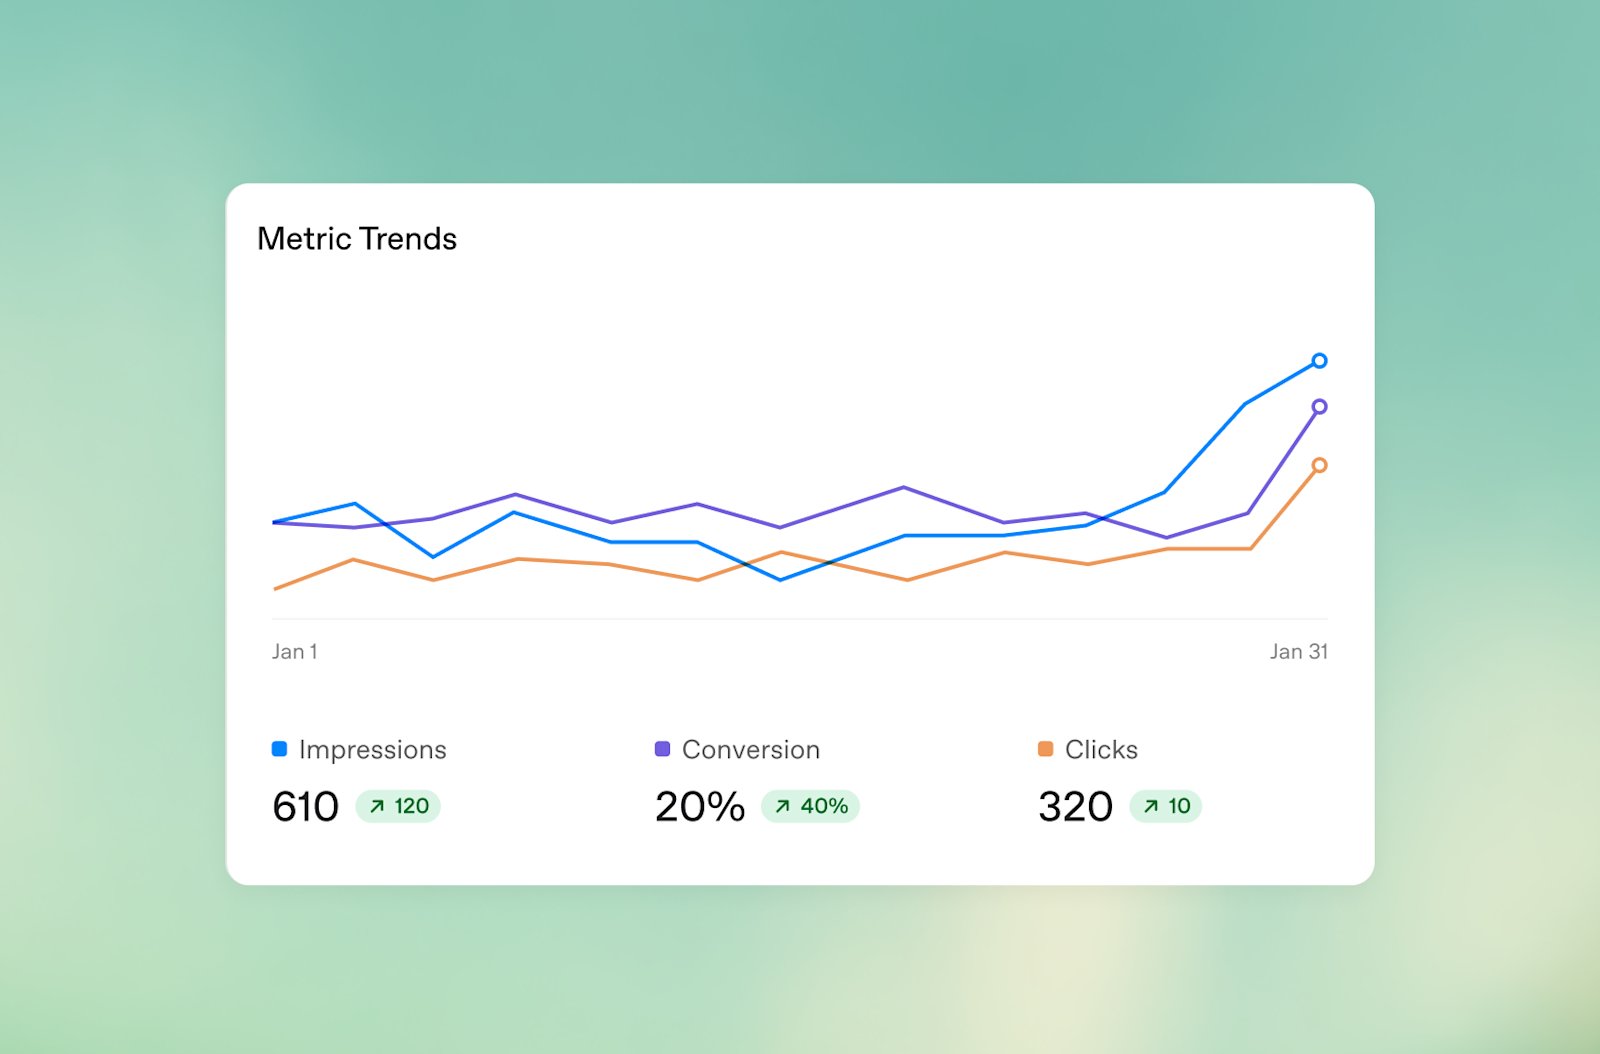 Metric Trends
Jan 1
Jan 31
Impressions
610
↗ 120
Conversion
20%
↗ 40%
Clicks
320
↗ 10